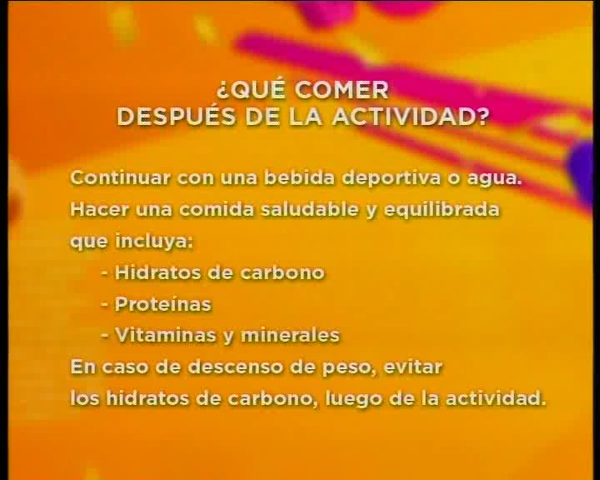 ¿QUÉ COMER
DESPUÉS DE LA ACTIVIDAD?
Continuar con una bebida deportiva o agua.
Hacer una comida saludable y equilibrada
que incluya:
- Hidratos de carbono
- Proteínas
- Vitaminas y minerales
En caso de descenso de peso, evitar
los hidratos de carbono, luego de la actividad.